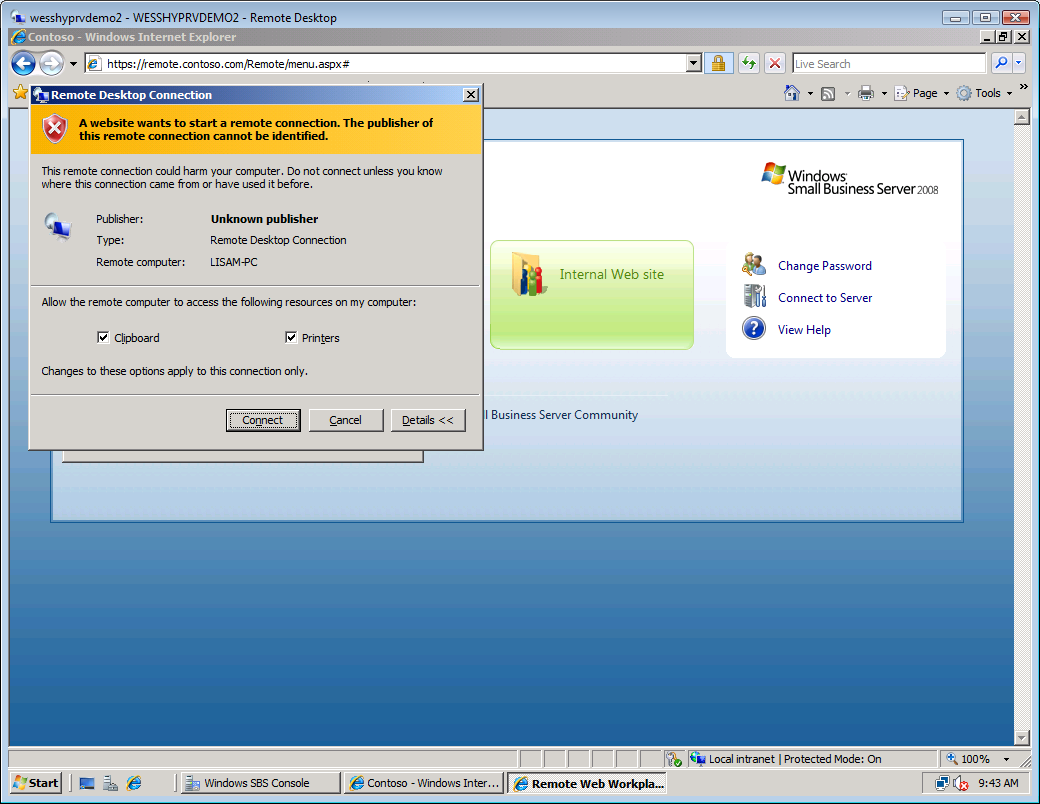 wesshyprvdemo2 - WESSHYPRVDEMO2 - Remote Desktop
Contoso - Windows Internet Explorer
https://remote.contoso.com/Remote/menu.aspx#
Live Search
Page
Tools
Remote Desktop Connection
A website wants to start a remote connection. The publisher of
this remote connection cannot be identified.
This remote connection could harm your computer. Do not connect unless you know
where this connection came from or have used it before.
Publisher: Unknown publisher
Type: Remote Desktop Connection
Remote computer: LISAM-PC
Allow the remote computer to access the following resources on my computer:
Clipboard Printers
Changes to these options apply to this connection only.
Connect Cancel Details <<
Windows
Small Business Server 2008
Internal Web site
Change Password
Connect to Server
View Help
Business Server Community
Local intranet | Protected Mode: On
100%
Start
Windows SBS Console
Contoso - Windows Inter...
Remote Web Workpla...
9:43 AM